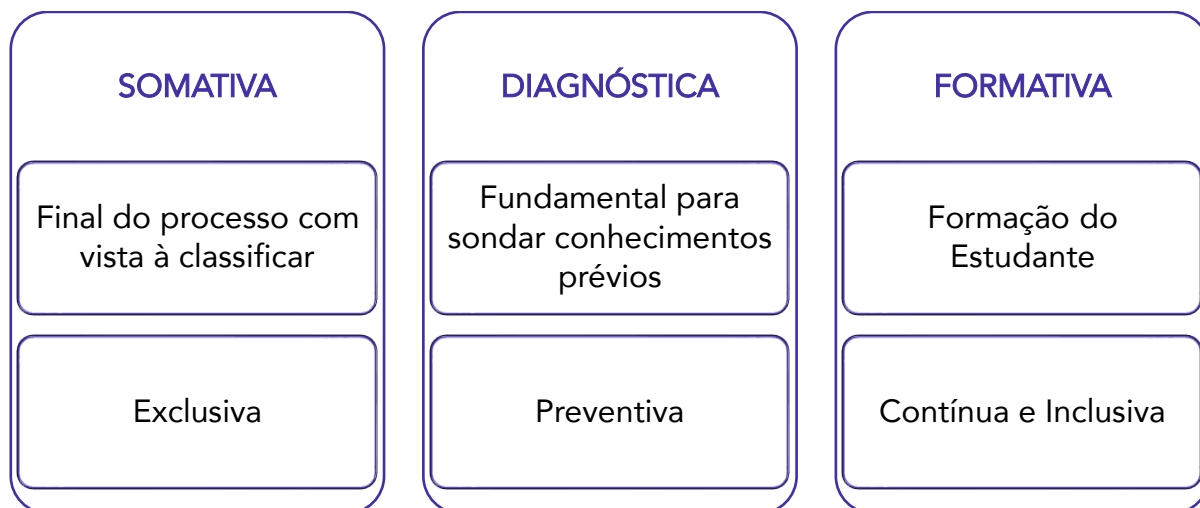 SOMATIVA
Final do processo com
vista à classificar
Exclusiva
DIAGNÓSTICA
Fundamental para
sondar conhecimentos
prévios
Preventiva
FORMATIVA
Formação do
Estudante
Contínua e Inclusiva